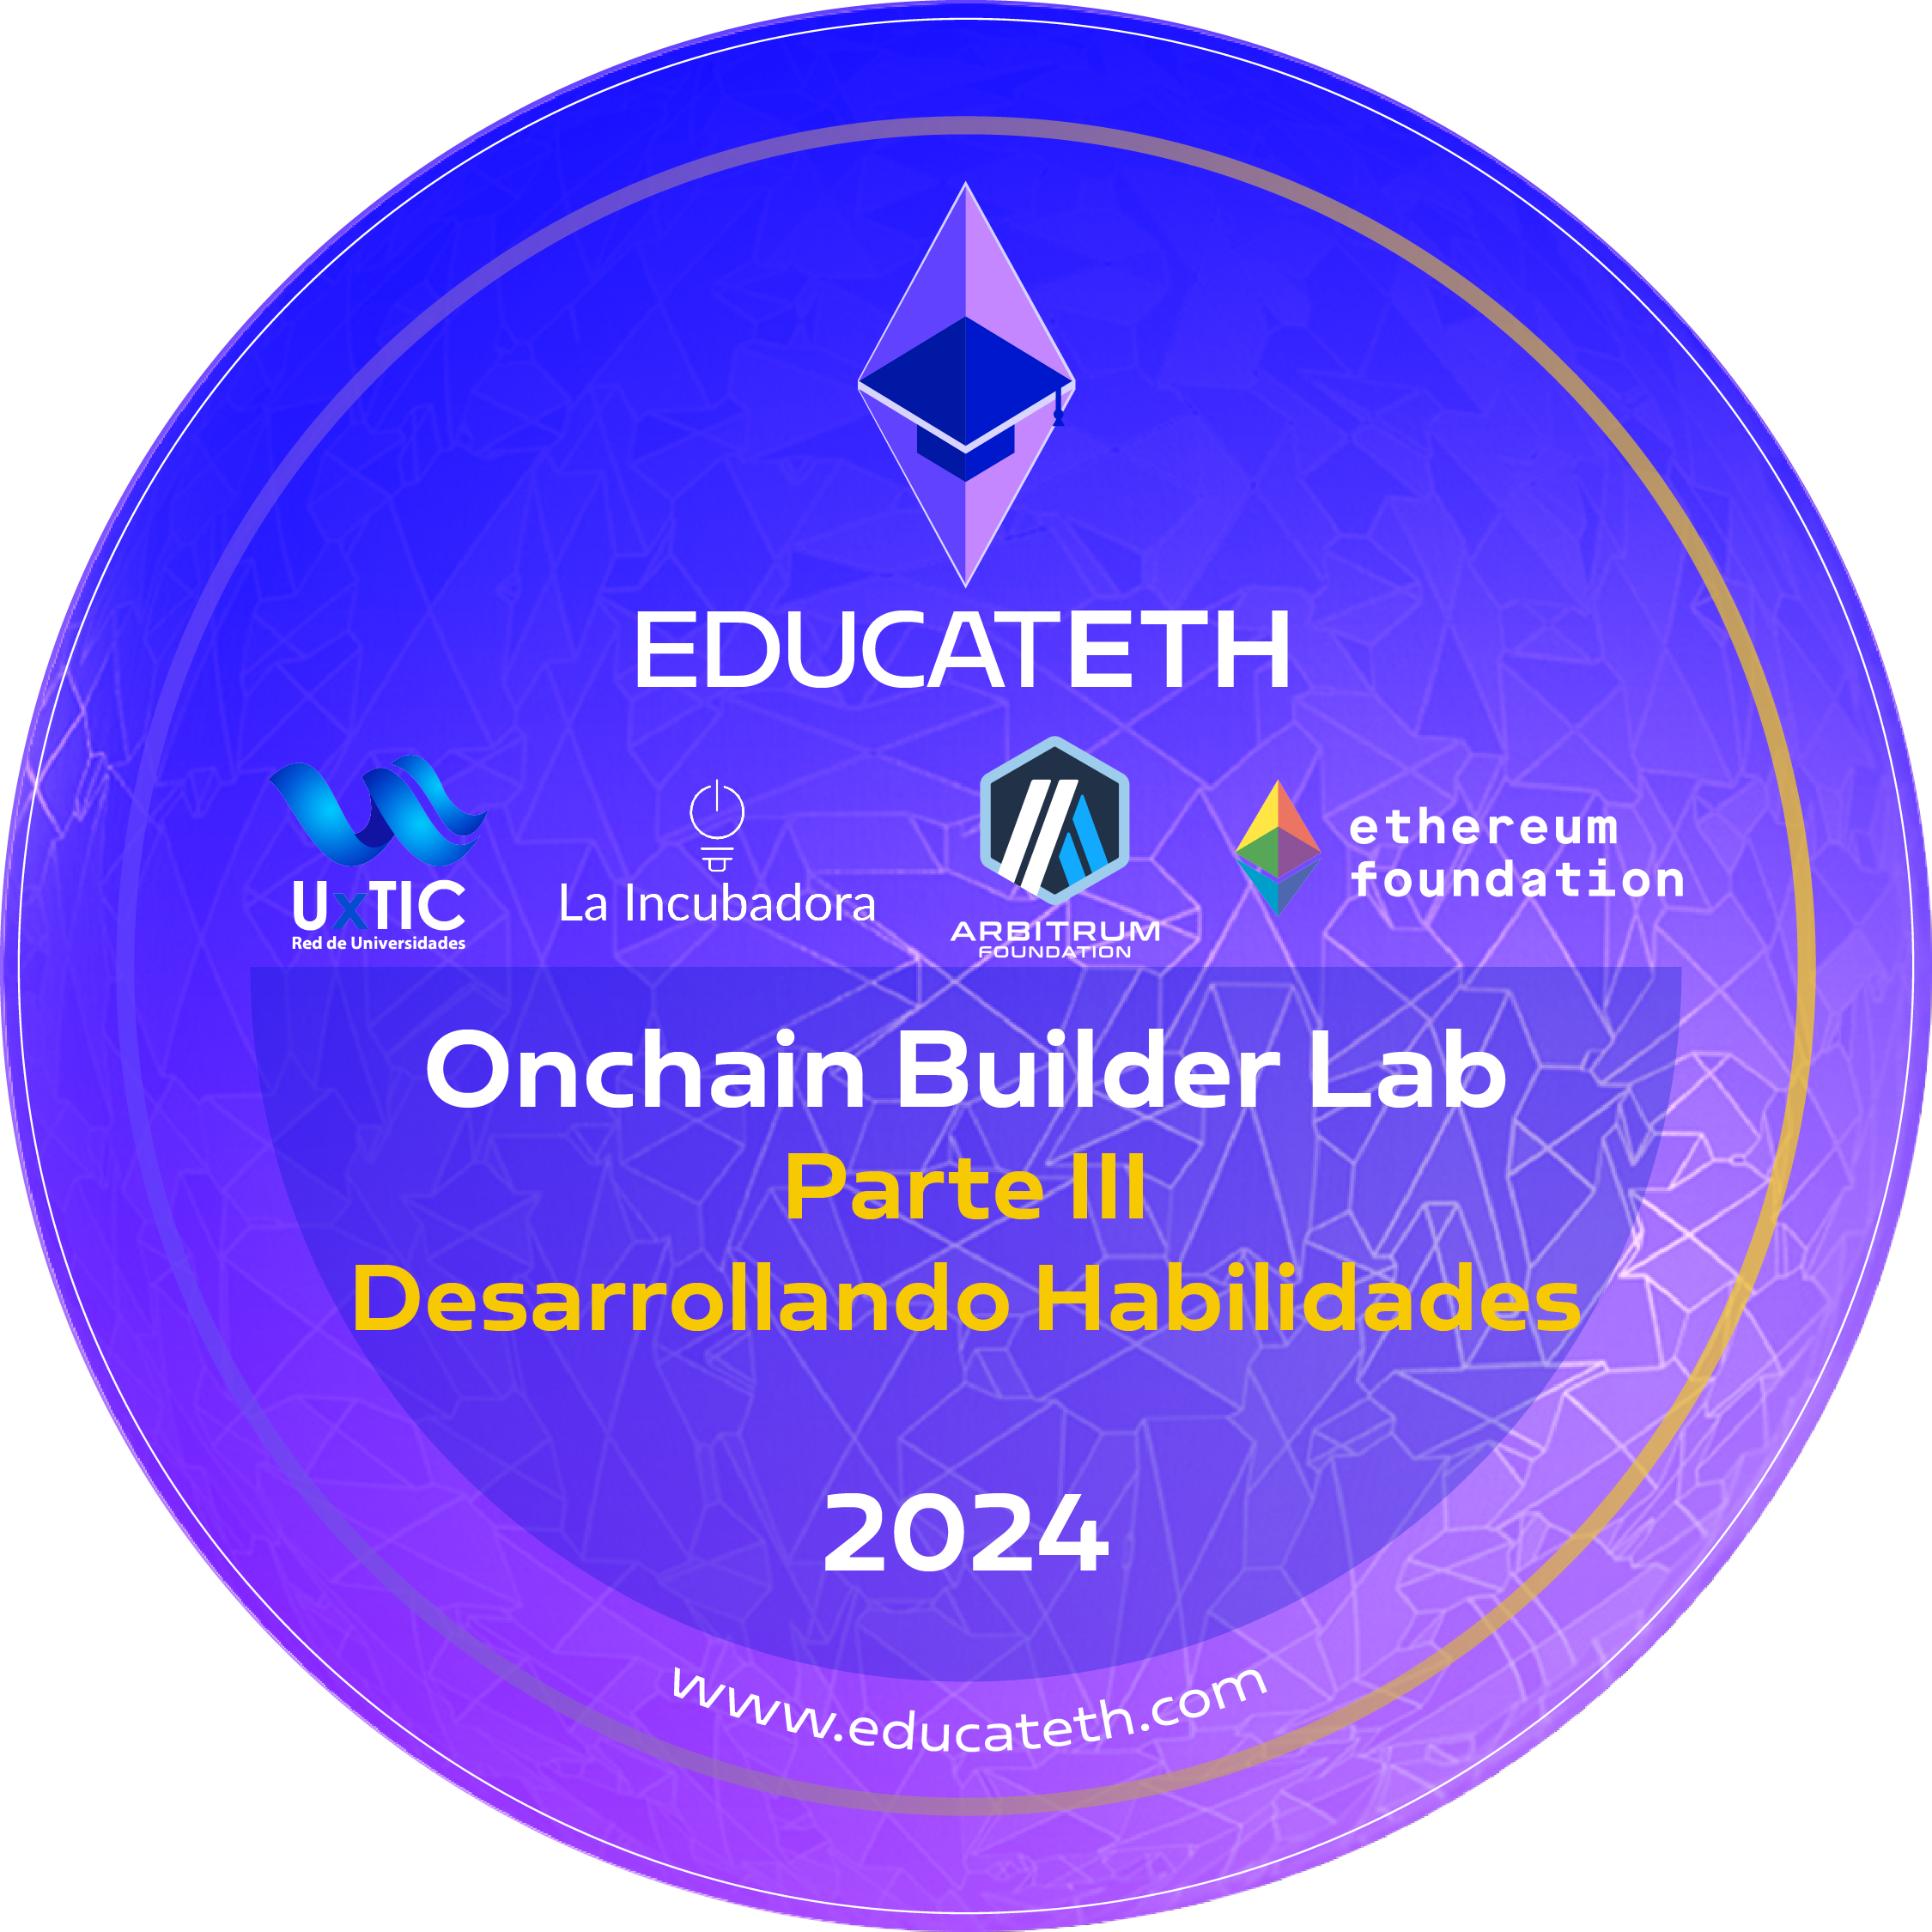 EDUCATETH
UxTIC
Red de Universidades
La Incubadora
ARBITRUM
FOUNDATION
ethereum
foundation
Onchain Builder Lab
Parte III
Desarrollando Habilidades
2024
www.educateth.com